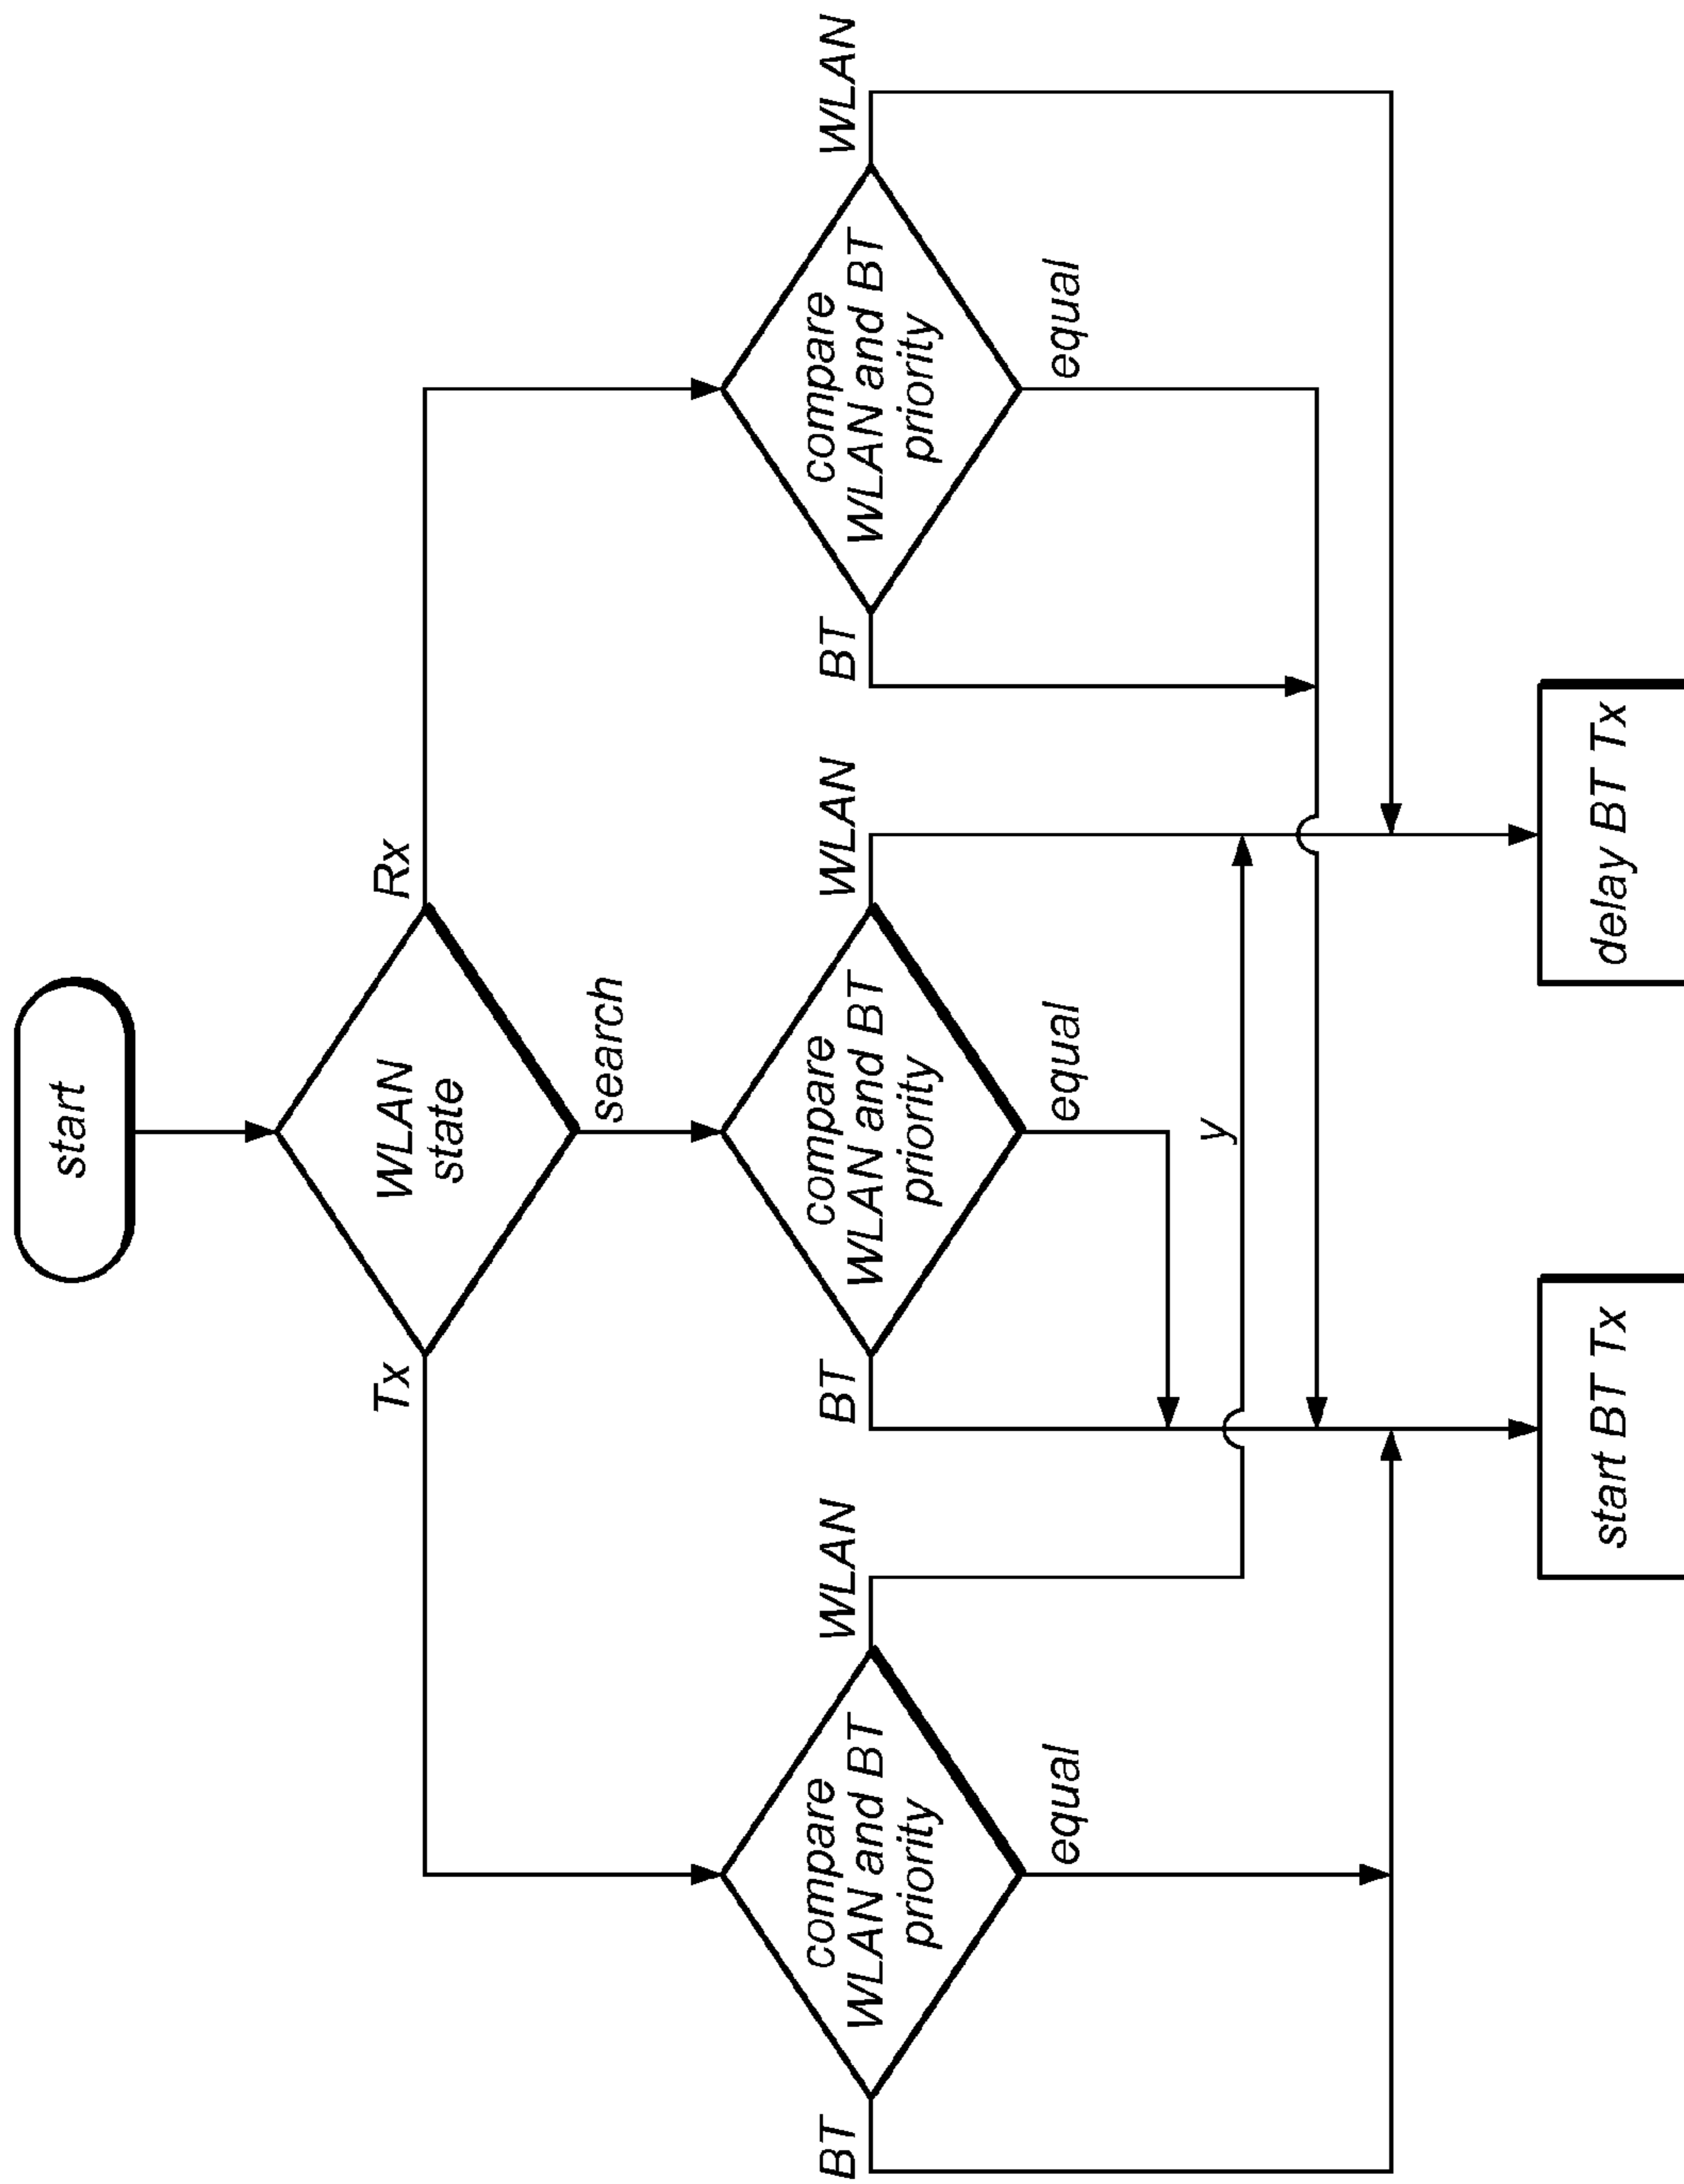 start
WLAN
state
Tx
Rx
search
BT
compare
WLAN and BT
priority
WLAN
equal
BT
compare
WLAN and BT
priority
WLAN
equal
BT
compare
WLAN and BT
priority
WLAN
equal
y
start BT Tx
delay BT Tx